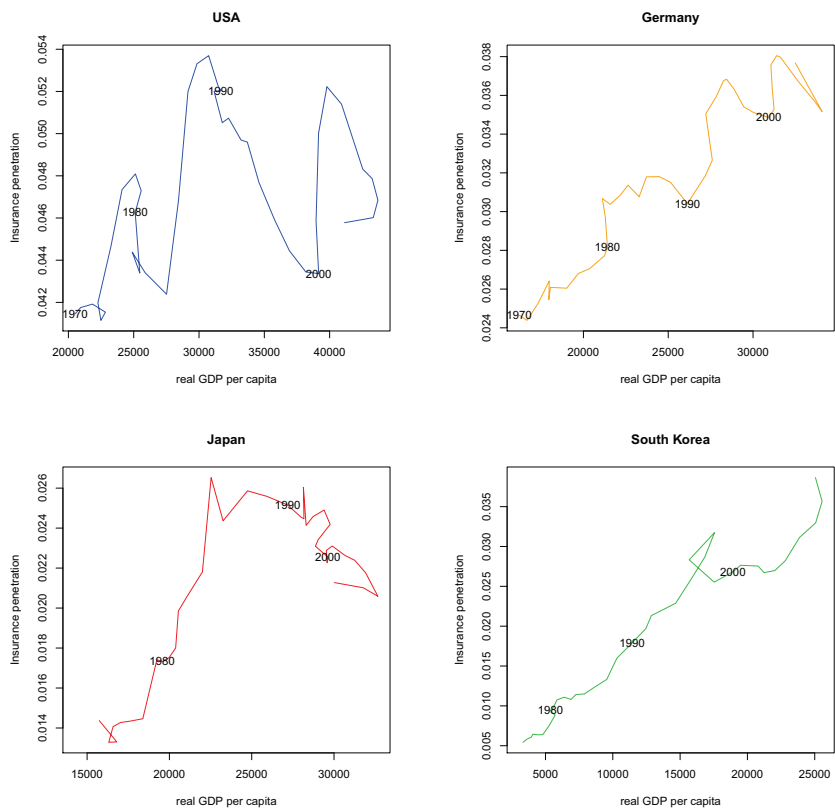 USA
Insurance penetration
0.054
0.052
0.050
0.048
0.046
0.044
0.042
1970
1980
1990
2000
20000 25000 30000 35000 40000
real GDP per capita
Germany
Insurance penetration
0.038
0.036
0.034
0.032
0.030
0.028
0.026
0.024
1970
1980
1990
2000
20000 25000 30000
real GDP per capita
Japan
Insurance penetration
0.026
0.024
0.022
0.020
0.018
0.016
0.014
1980
1990
2000
15000 20000 25000 30000
real GDP per capita
South Korea
Insurance penetration
0.035
0.030
0.025
0.020
0.015
0.010
0.005
1980
1990
2000
5000 10000 15000 20000 25000
real GDP per capita